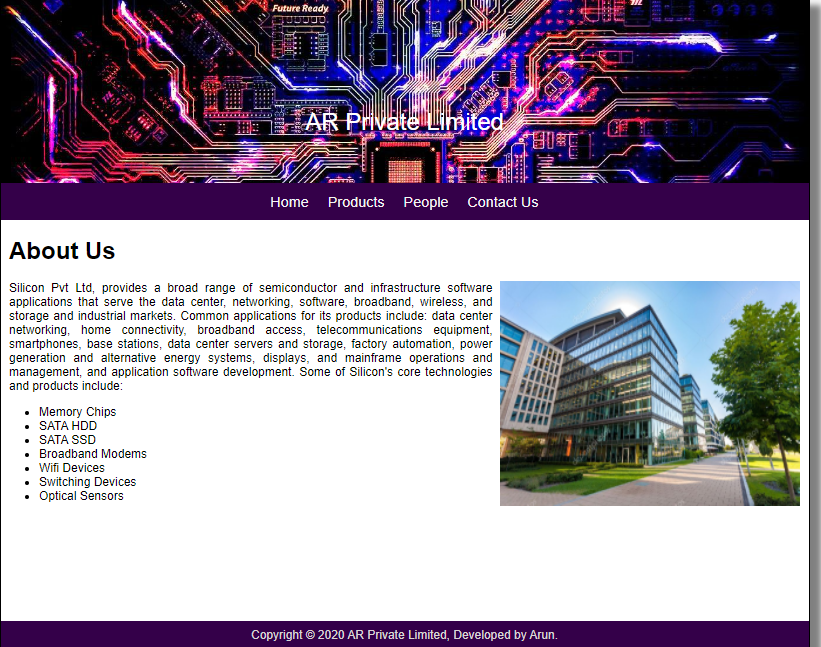 Future Ready
AR Private Limited
Home Products People Contact Us
About Us
Silicon Pvt Ltd, provides a broad range of semiconductor and infrastructure software
applications that serve the data center, networking, software, broadband, wireless, and
storage and industrial markets. Common applications for its products include: data center
networking, home connectivity, broadband access, telecommunications equipment,
smartphones, base stations, data center servers and storage, factory automation, power
generation and alternative energy systems, displays, and mainframe operations and
management, and application software development. Some of Silicon's core technologies
and products include:
Memory Chips
SATA HDD
SATA SSD
Broadband Modems
Wifi Devices
Switching Devices
Optical Sensors
Copyright © 2020 AR Private Limited, Developed by Arun.